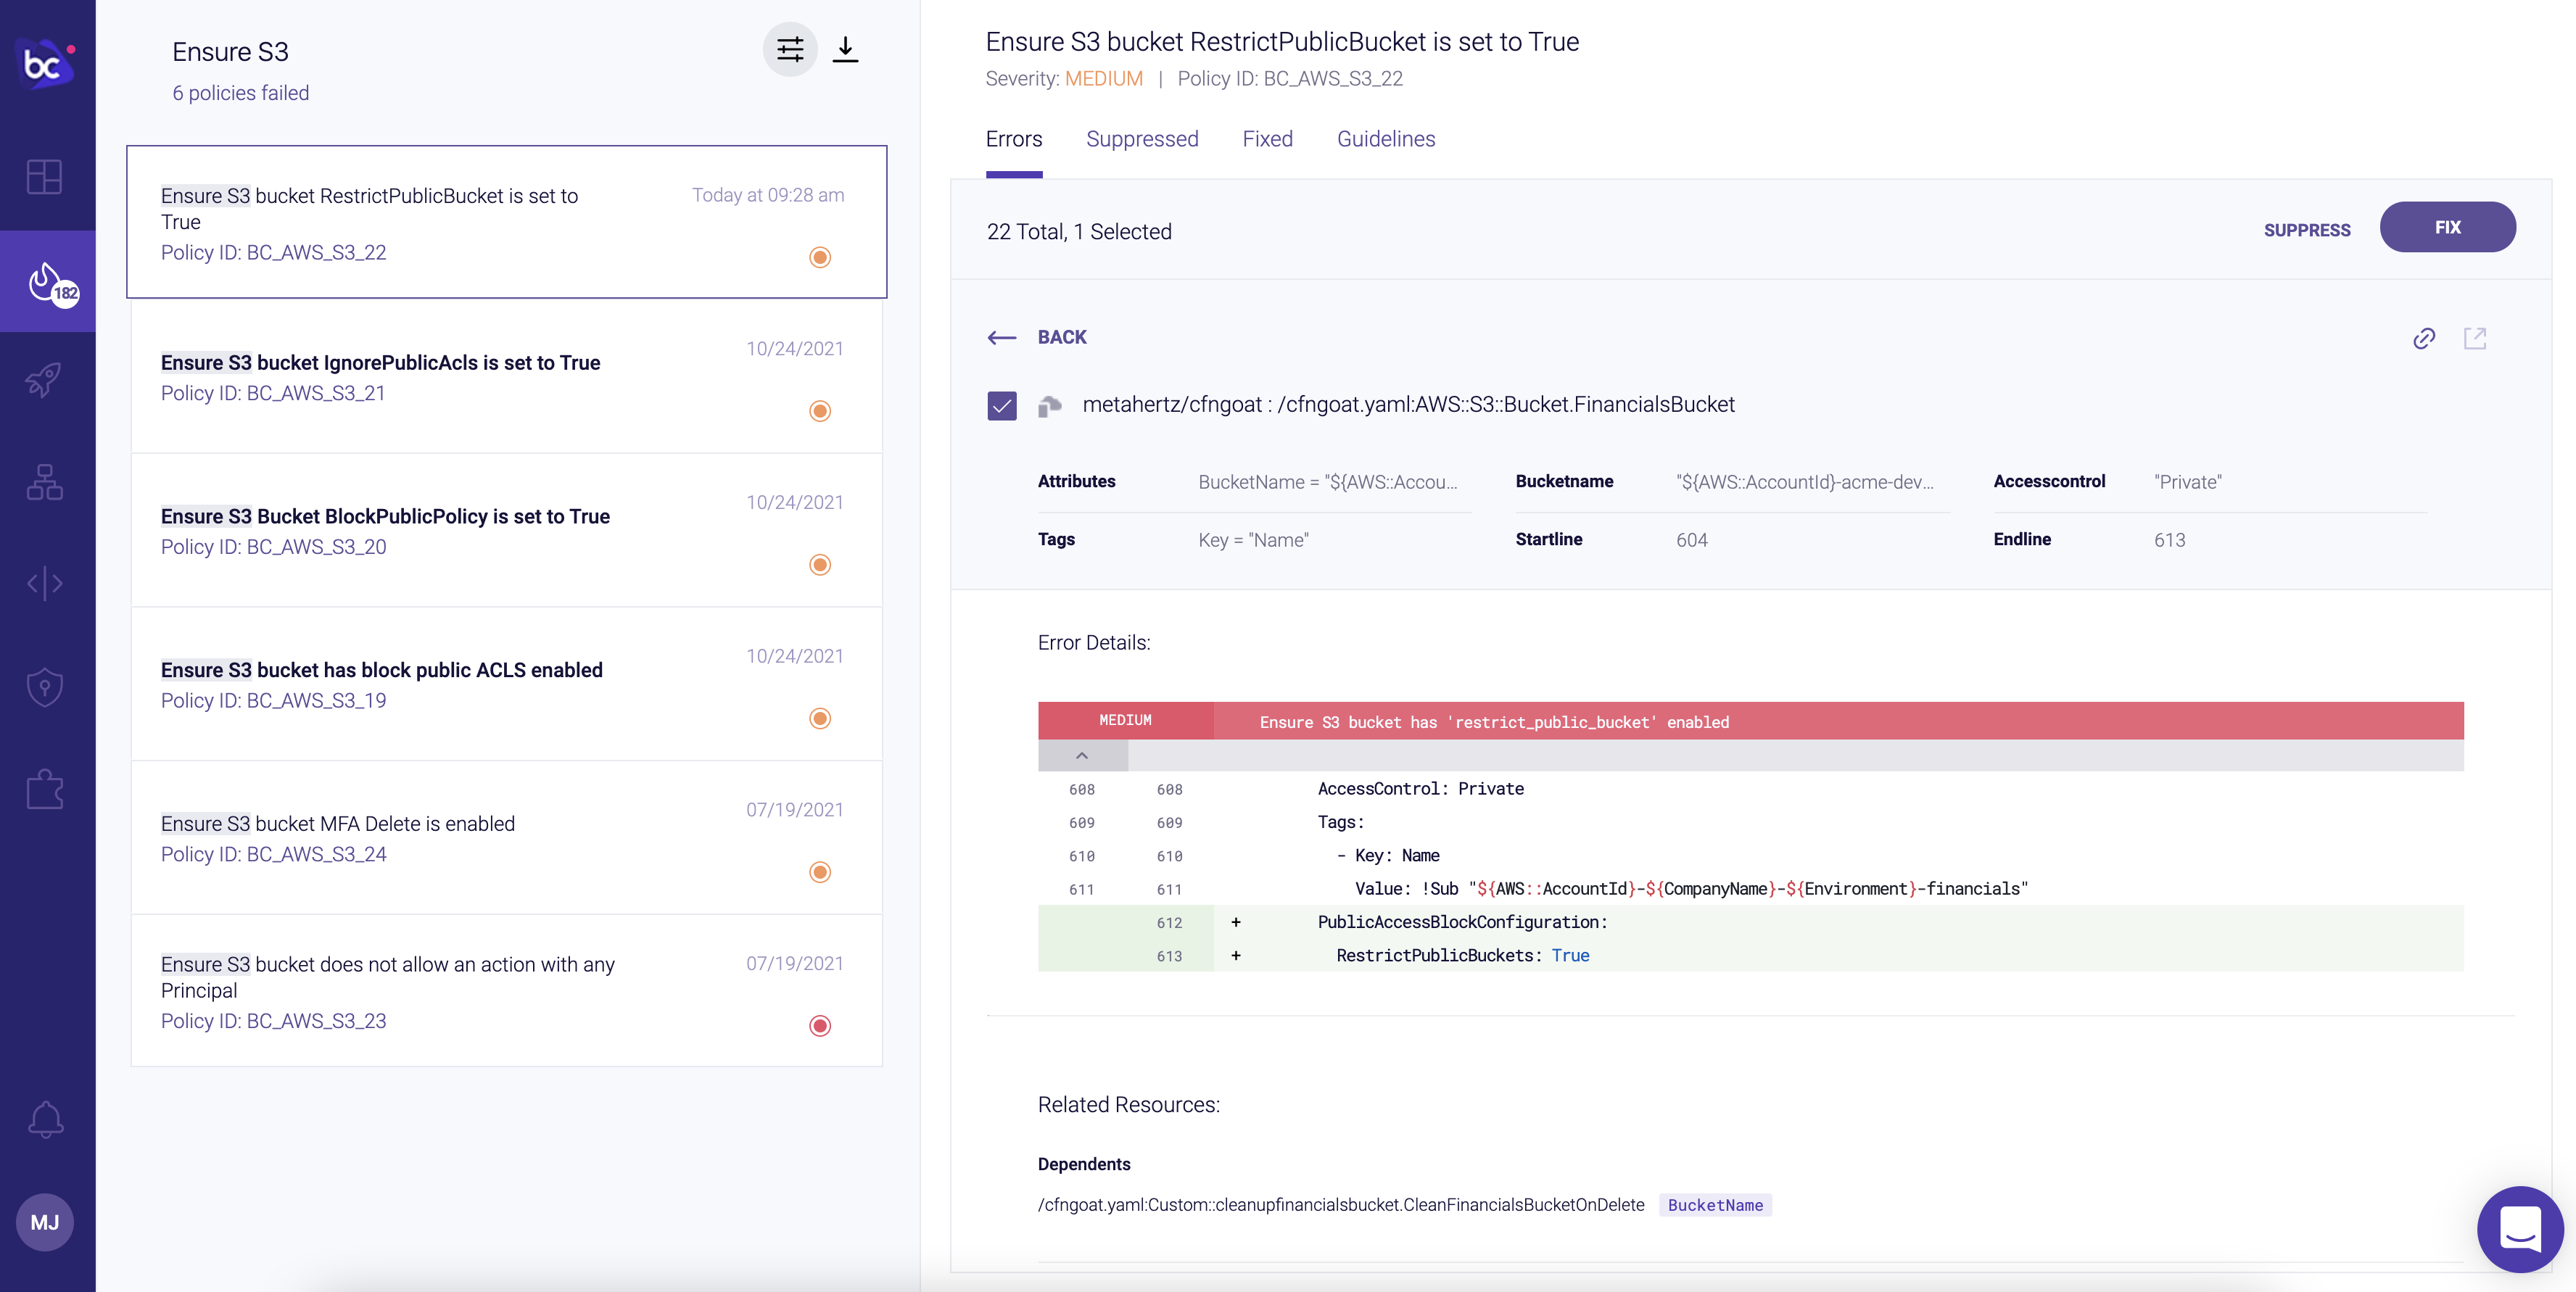 bc
182
MJ
Ensure S3
6 policies failed
Ensure S3 bucket RestrictPublicBucket is set to
True
Today at 09:28 am
Policy ID: BC_AWS_S3_22
Ensure S3 bucket IgnorePublicAcls is set to True
10/24/2021
Policy ID: BC_AWS_S3_21
Ensure S3 Bucket BlockPublicPolicy is set to True
10/24/2021
Policy ID: BC_AWS_S3_20
Ensure S3 bucket has block public ACLS enabled
10/24/2021
Policy ID: BC_AWS_S3_19
Ensure S3 bucket MFA Delete is enabled
07/19/2021
Policy ID: BC_AWS_S3_24
Ensure S3 bucket does not allow an action with any
Principal
07/19/2021
Policy ID: BC_AWS_S3_23
Ensure S3 bucket RestrictPublicBucket is set to True
Severity: MEDIUM | Policy ID: BC_AWS_S3_22
Errors Suppressed Fixed Guidelines
22 Total, 1 Selected
SUPPRESS FIX
BACK
metahertz/cfngoat : /cfngoat.yaml:AWS::S3::Bucket.FinancialsBucket
Attributes BucketName = "${AWS::Accou... Bucketname "${AWS::AccountId}-acme-dev... Accesscontrol "Private"
Tags Key = "Name" Startline 604 Endline 613
Error Details:
MEDIUM Ensure S3 bucket has 'restrict_public_bucket' enabled
608 608 AccessControl: Private
609 609 Tags:
610 610 - Key: Name
611 611 Value: !Sub "${AWS::AccountId}-${CompanyName}-${Environment}-financials"
612 + PublicAccessBlockConfiguration:
613 + RestrictPublicBuckets: True
Related Resources:
Dependents
/cfngoat.yaml:Custom::cleanupfinancialsbucket.CleanFinancialsBucketOnDelete BucketName